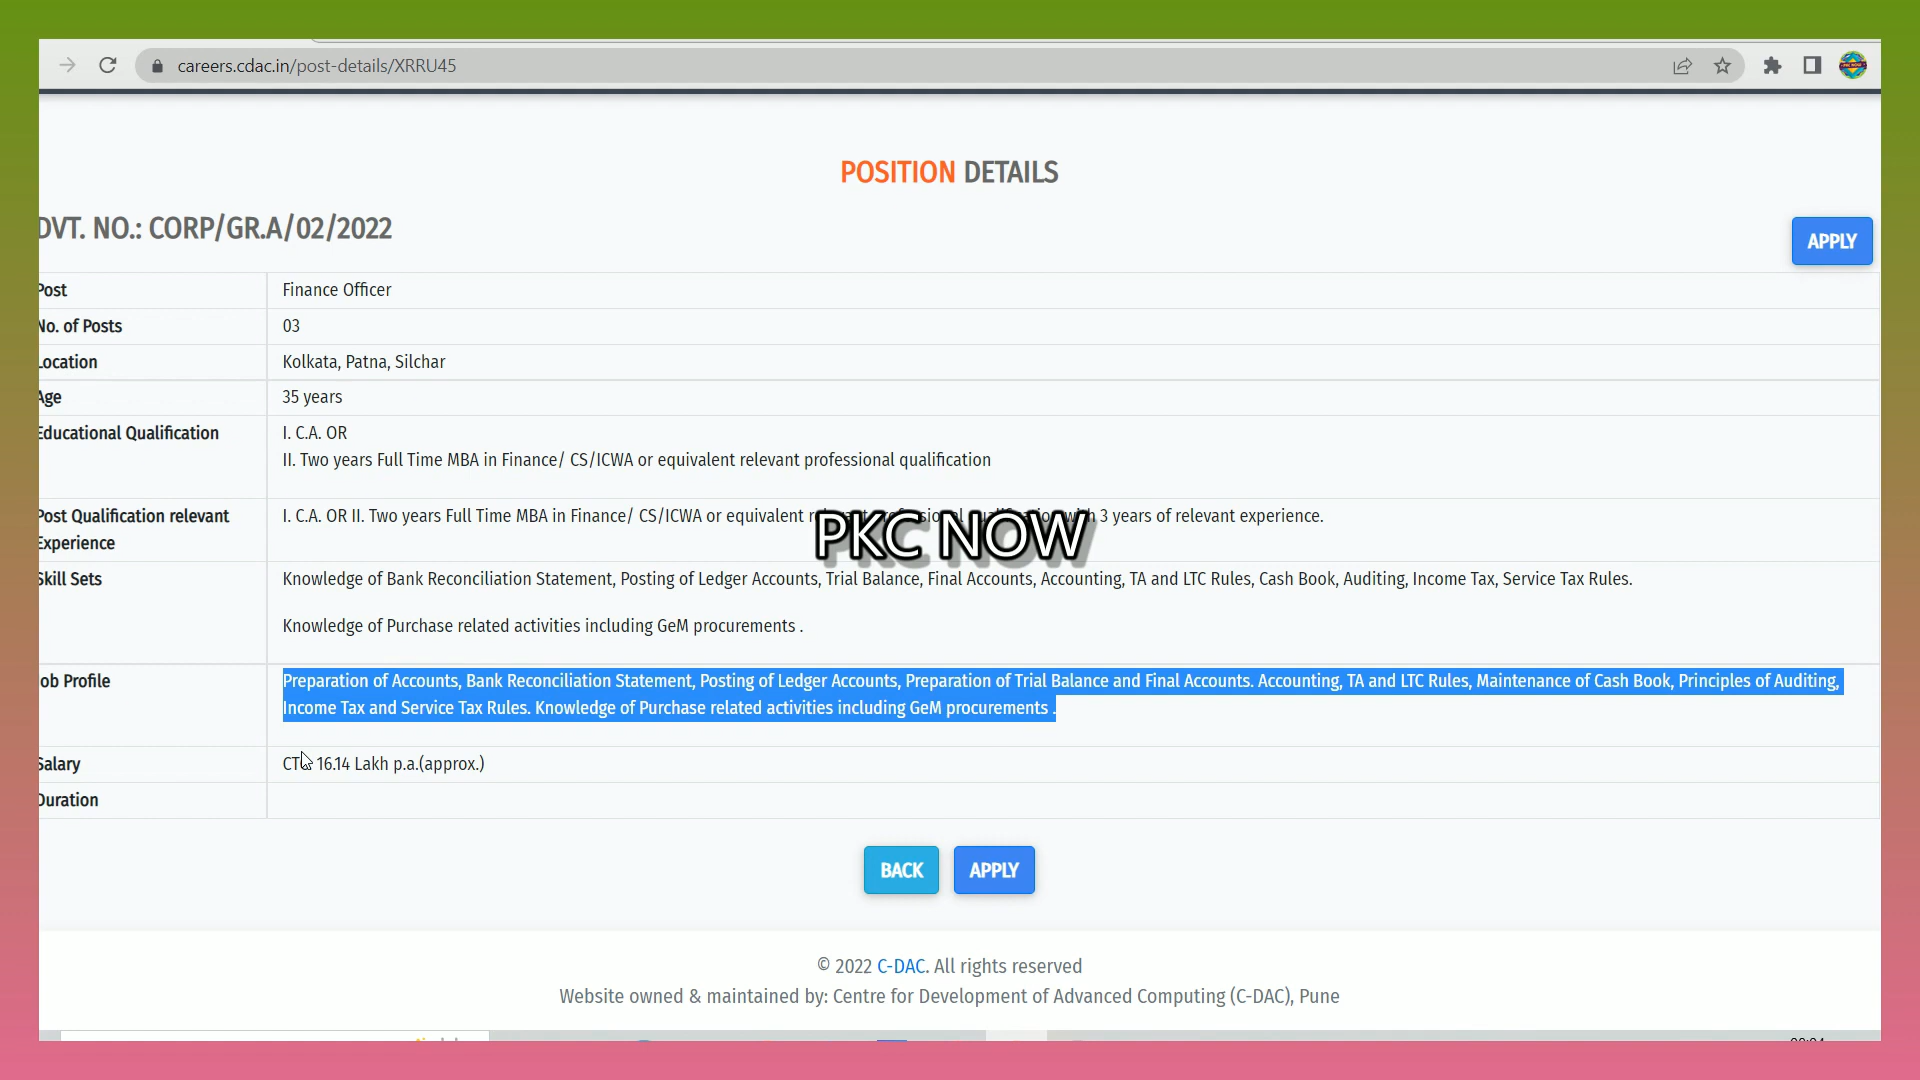 careers.cdac.in/post-details/XRRU45
POSITION DETAILS
DVT. NO.: CORP/GR.A/02/2022
APPLY
Post Finance Officer
No. of Posts 03
Location Kolkata, Patna, Silchar
Age 35 years
Educational Qualification I. C.A. OR
II. Two years Full Time MBA in Finance/ CS/ICWA or equivalent relevant professional qualification
Post Qualification relevant I. C.A. OR II. Two years Full Time MBA in Finance/ CS/ICWA or equivalent with 3 years of relevant experience.
Experience
PKC NOW
Skill Sets Knowledge of Bank Reconciliation Statement, Posting of Ledger Accounts, Trial Balance, Final Accounts, Accounting, TA and LTC Rules, Cash Book, Auditing, Income Tax, Service Tax Rules.
Knowledge of Purchase related activities including GeM procurements .
ob Profile Preparation of Accounts, Bank Reconciliation Statement, Posting of Ledger Accounts, Preparation of Trial Balance and Final Accounts. Accounting, TA and LTC Rules, Maintenance of Cash Book, Principles of Auditing,
Income Tax and Service Tax Rules. Knowledge of Purchase related activities including GeM procurements .
Salary 16.14 Lakh p.a.(approx.)
Duration
BACK APPLY
© 2022 C-DAC. All rights reserved
Website owned & maintained by: Centre for Development of Advanced Computing (C-DAC), Pune